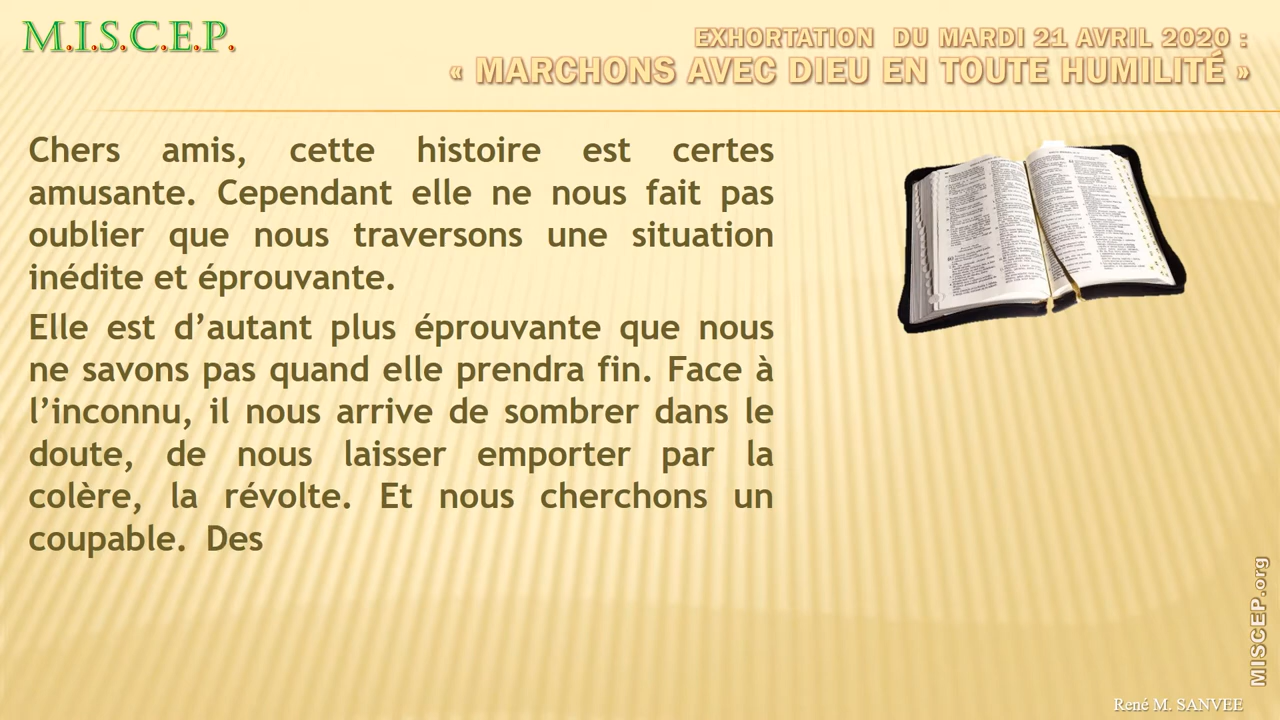 M.I.S.C.E.P.
EXHORTATION DU MARDI 21 AVRIL 2020 :
« MARCHONS AVEC DIEU EN TOUTE HUMILITÉ »
Chers amis, cette histoire est certes
amusante. Cependant elle ne nous fait pas
oublier que nous traversons une situation
inédite et éprouvante.
Elle est d’autant plus éprouvante que nous
ne savons pas quand elle prendra fin. Face à
l’inconnu, il nous arrive de sombrer dans le
doute, de nous laisser emporter par la
colère, la révolte. Et nous cherchons un
coupable. Des
MISCEP.org
René M. SANVEE